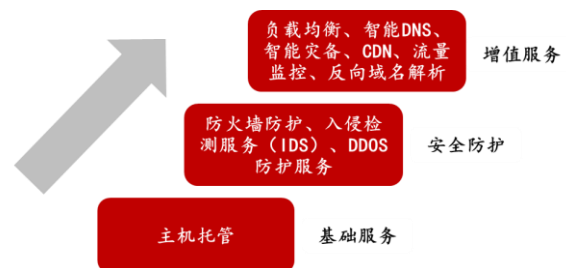 负载均衡、智能DNS、
智能灾备、CDN、流量
监控、反向域名解析
增值服务
防火墙防护、入侵检
测服务（IDS）、DDOS
防护服务
安全防护
主机托管
基础服务